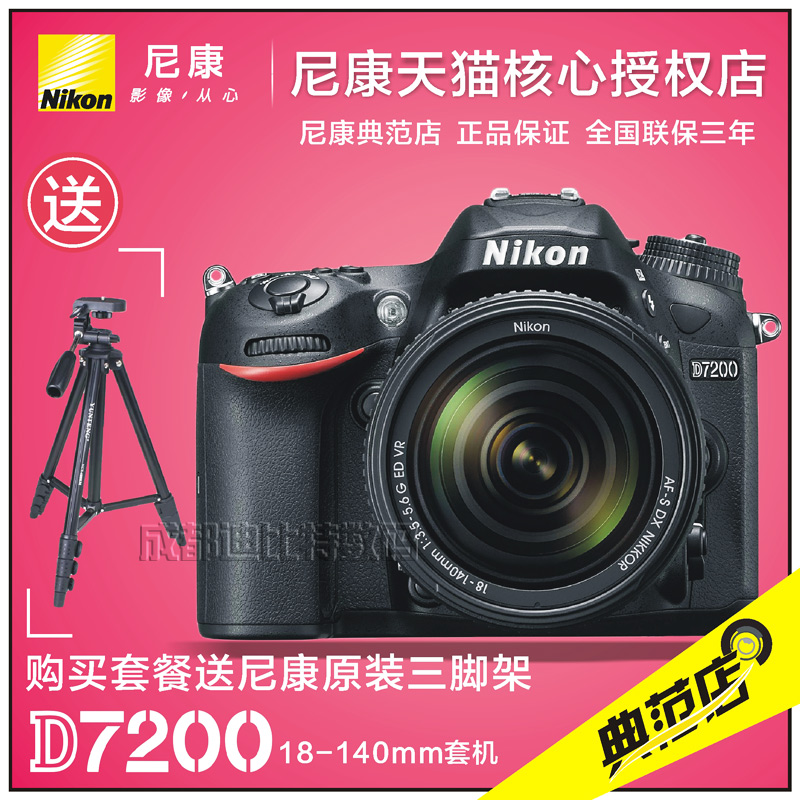 Nikon
尼康
影像·从心
尼康天猫核心授权店
尼康典范店 正品保证 全国联保三年
送
Nikon
Nikon
D7200
AF-S DX NIKKOR
18-140mm 1:3.5-5.6G ED VR
YUNTENG
成都迪比特数码
购买套餐送尼康原装三脚架
D7200 18-140mm套机
典范店